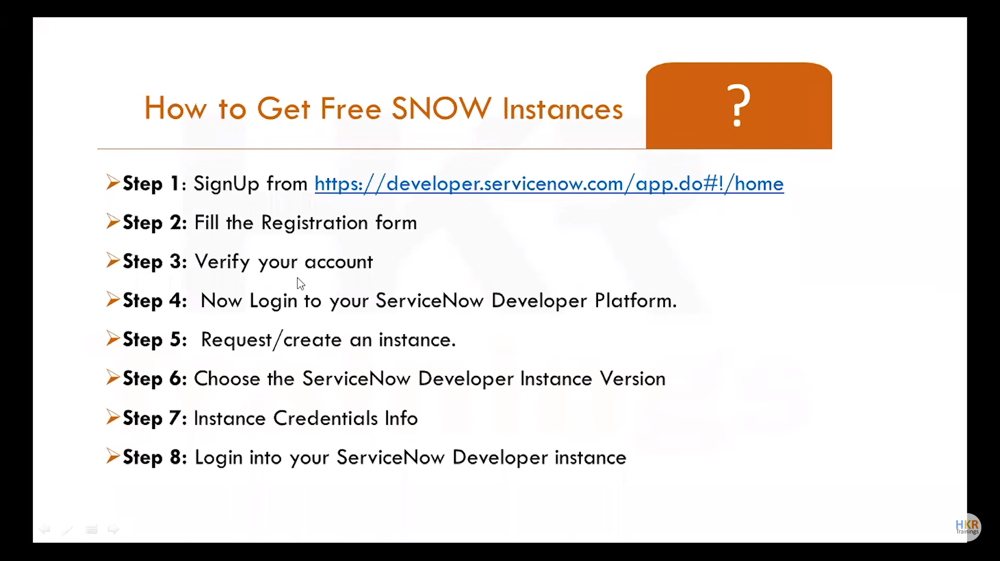 How to Get Free SNOW Instances
?
Step 1: SignUp from https://developer.servicenow.com/app.do#!/home
Step 2: Fill the Registration form
Step 3: Verify your account
Step 4: Now Login to your ServiceNow Developer Platform.
Step 5: Request/create an instance.
Step 6: Choose the ServiceNow Developer Instance Version
Step 7: Instance Credentials Info
Step 8: Login into your ServiceNow Developer instance
HKR
Trainings